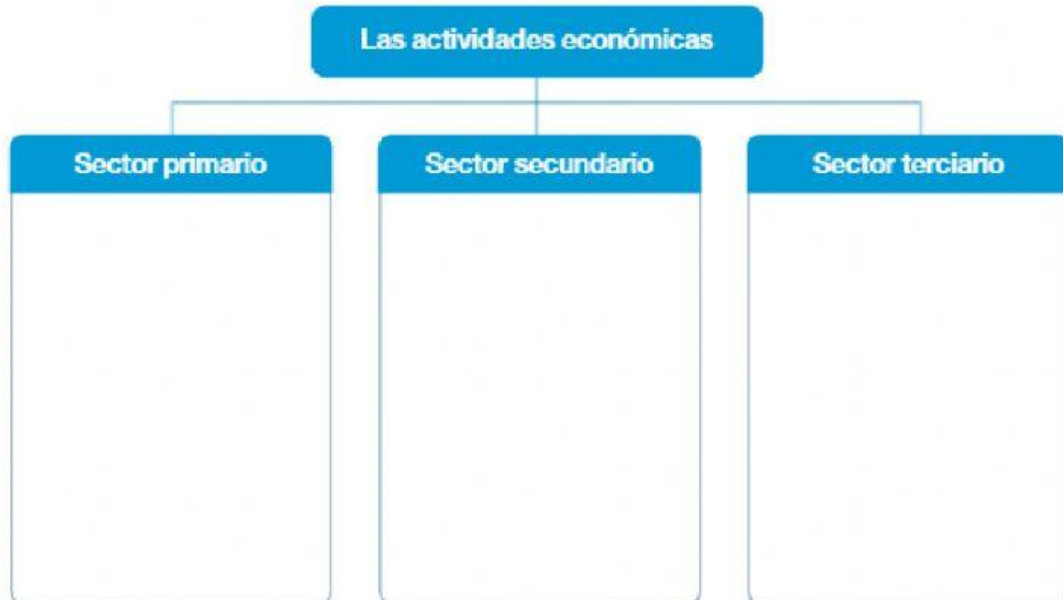 Las actividades económicas
Sector primario
Sector secundario
Sector terciario